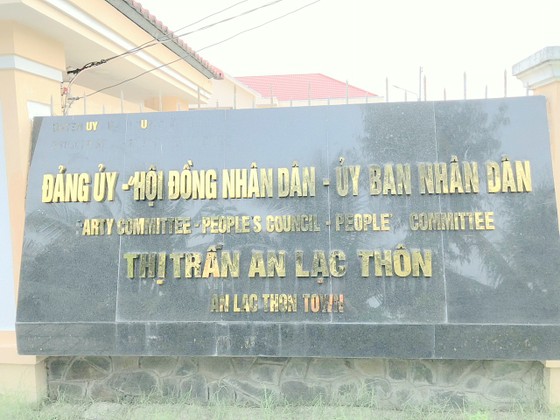 ĐẢNG ỦY - HỘI ĐỒNG NHÂN DÂN - ỦY BAN NHÂN DÂN
ARTY COMMITTEE - PEOPLE'S COUNCIL - PEOPLE' COMMITTEE
THỊ TRẤN AN LẠC THÔN
AN LAC THON TOWN